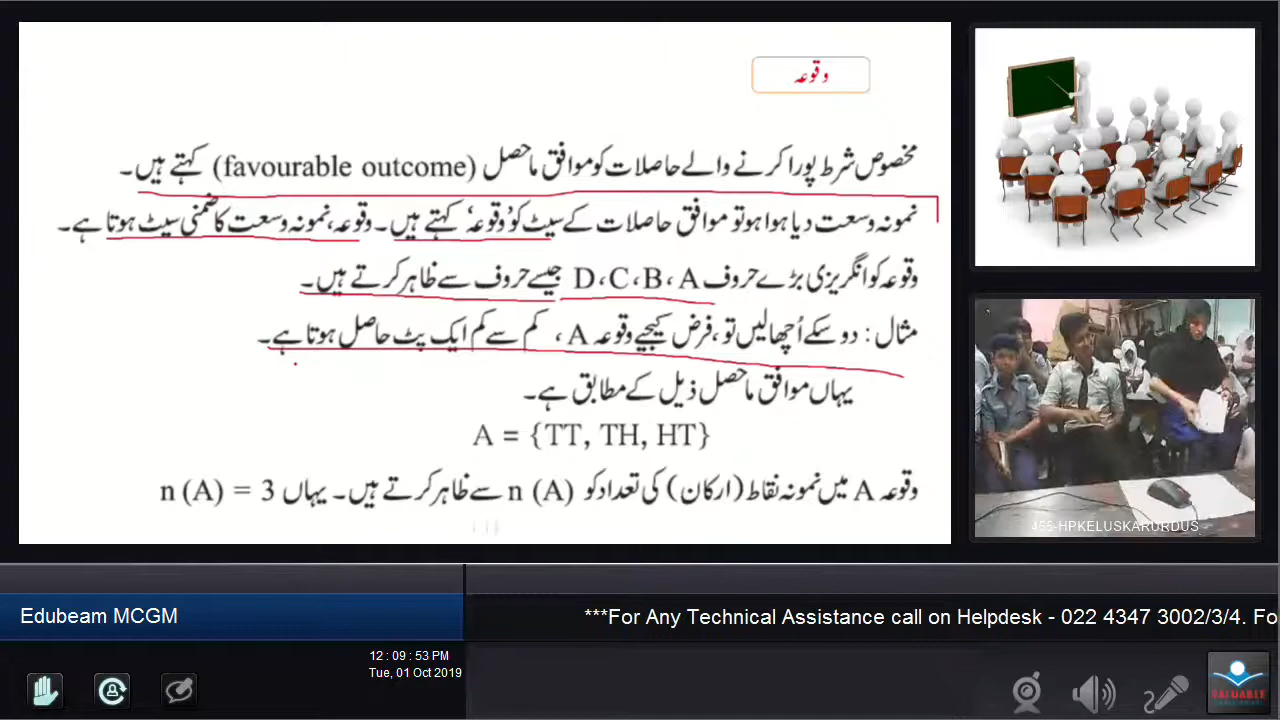 وقوعہ
مخصوص شرط پورا کرنے والے حاصلات کو موافق ماحصل (favourable outcome) کہتے ہیں۔
نمونہ وسعت دیا ہوا ہو تو موافق حاصلات کے سیٹ کو ’وقوعہ‘ کہتے ہیں۔ وقوعہ، نمونہ وسعت کا ضمنی سیٹ ہوتا ہے۔
وقوعہ کو انگریزی بڑے حروف D،C،B،A جیسے حروف سے ظاہر کرتے ہیں۔
مثال : دو سکے اُچھالیں تو، فرض کیجیے وقوعہ A ، کم سے کم ایک پٹ حاصل ہوتا ہے۔
یہاں موافق ماحصل ذیل کے مطابق ہے۔
A = {TT, TH, HT}
وقوعہ A میں نمونہ نقاط (ارکان) کی تعداد کو n (A) سے ظاہر کرتے ہیں۔ یہاں n (A) = 3
455-HPKELUSKARURDUS
Edubeam MCGM
***For Any Technical Assistance call on Helpdesk - 022 4347 3002/3/4. Fo
12 : 09 : 53 PM
Tue, 01 Oct 2019
VALUABLE